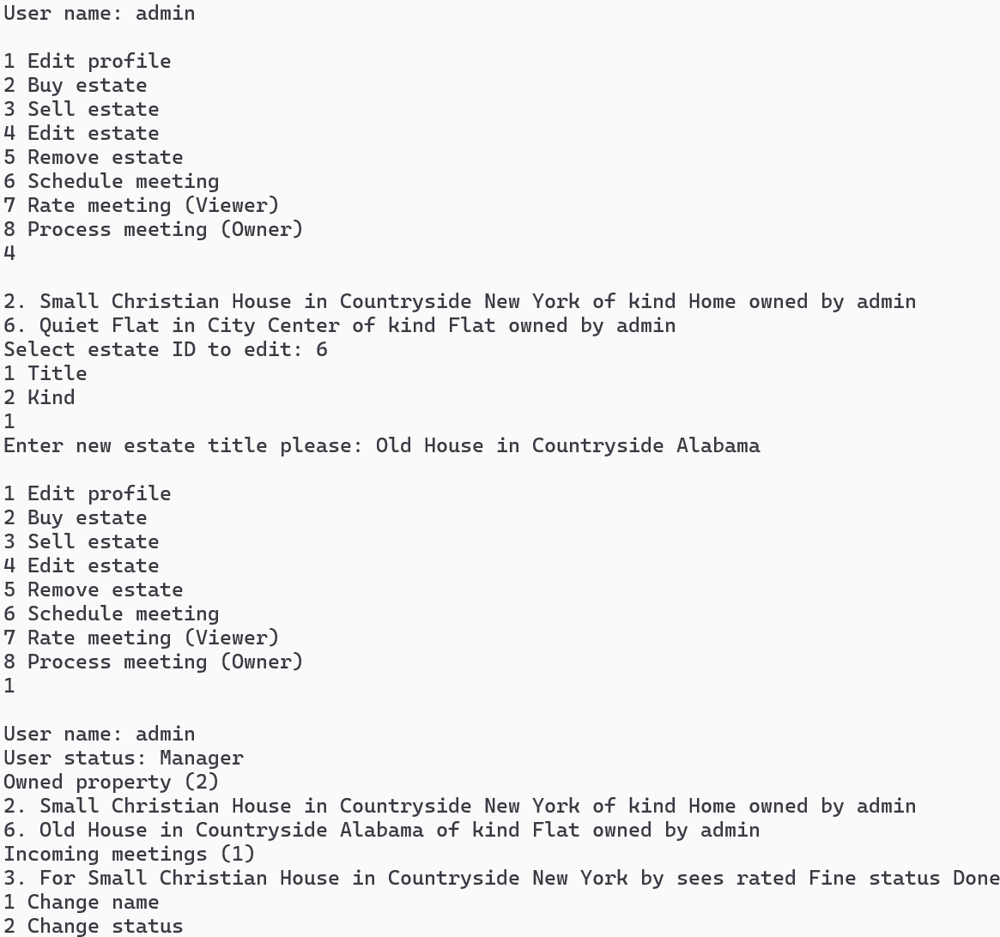 User name: admin
1 Edit profile
2 Buy estate
3 Sell estate
4 Edit estate
5 Remove estate
6 Schedule meeting
7 Rate meeting (Viewer)
8 Process meeting (Owner)
4
2. Small Christian House in Countryside New York of kind Home owned by admin
6. Quiet Flat in City Center of kind Flat owned by admin
Select estate ID to edit: 6
1 Title
2 Kind
1
Enter new estate title please: Old House in Countryside Alabama
1 Edit profile
2 Buy estate
3 Sell estate
4 Edit estate
5 Remove estate
6 Schedule meeting
7 Rate meeting (Viewer)
8 Process meeting (Owner)
1
User name: admin
User status: Manager
Owned property (2)
2. Small Christian House in Countryside New York of kind Home owned by admin
6. Old House in Countryside Alabama of kind Flat owned by admin
Incoming meetings (1)
3. For Small Christian House in Countryside New York by sees rated Fine status Done
1 Change name
2 Change status